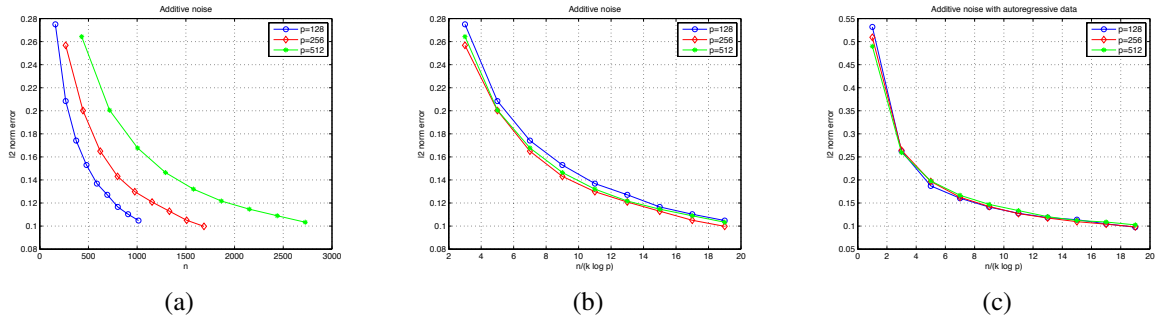 Additive noise
0.28
0.26
0.24
0.22
0.2
0.18
0.16
0.14
0.12
0.1
0.08
l2 norm error
0 500 1000 1500 2000 2500 3000
n
p=128
p=256
p=512
(a)
Additive noise
0.28
0.26
0.24
0.22
0.2
0.18
0.16
0.14
0.12
0.1
0.08
l2 norm error
2 4 6 8 10 12 14 16 18 20
n/(k log p)
p=128
p=256
p=512
(b)
Additive noise with autoregressive data
0.55
0.5
0.45
0.4
0.35
0.3
0.25
0.2
0.15
0.1
0.05
l2 norm error
0 2 4 6 8 10 12 14 16 18 20
n/(k log p)
p=128
p=256
p=512
(c)